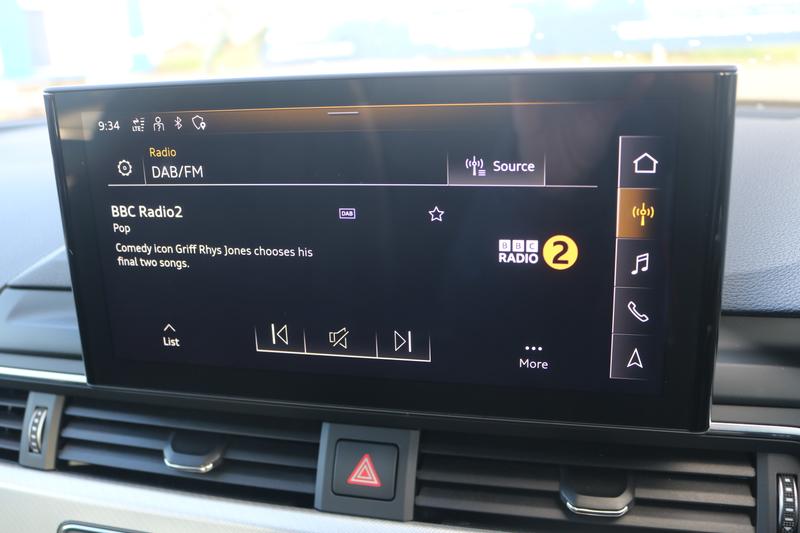 9:34
LTE
Radio
DAB/FM
Source
BBC Radio2
DAB
Pop
Comedy icon Griff Rhys Jones chooses his
final two songs.
BBC
RADIO 2
List
More